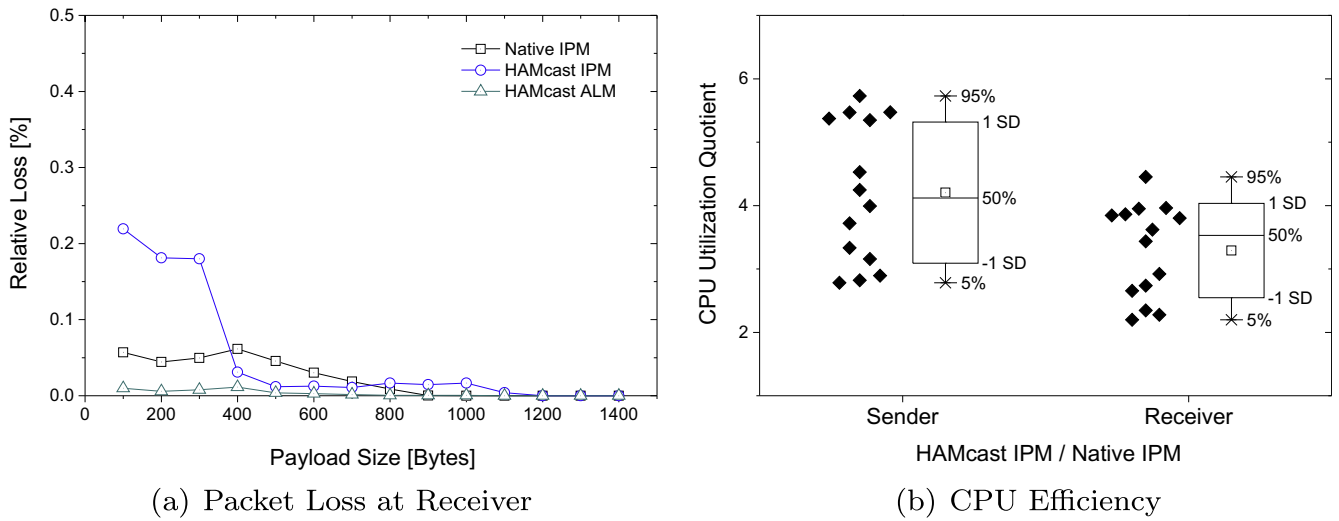 0.5
0.4
0.3
0.2
0.1
0.0
Relative Loss [%]
Native IPM
HAMcast IPM
HAMcast ALM
0 200 400 600 800 1000 1200 1400
Payload Size [Bytes]
(a) Packet Loss at Receiver
6
4
2
CPU Utilization Quotient
95%
1 SD
50%
-1 SD
5%
95%
1 SD
50%
-1 SD
5%
Sender Receiver
HAMcast IPM / Native IPM
(b) CPU Efficiency